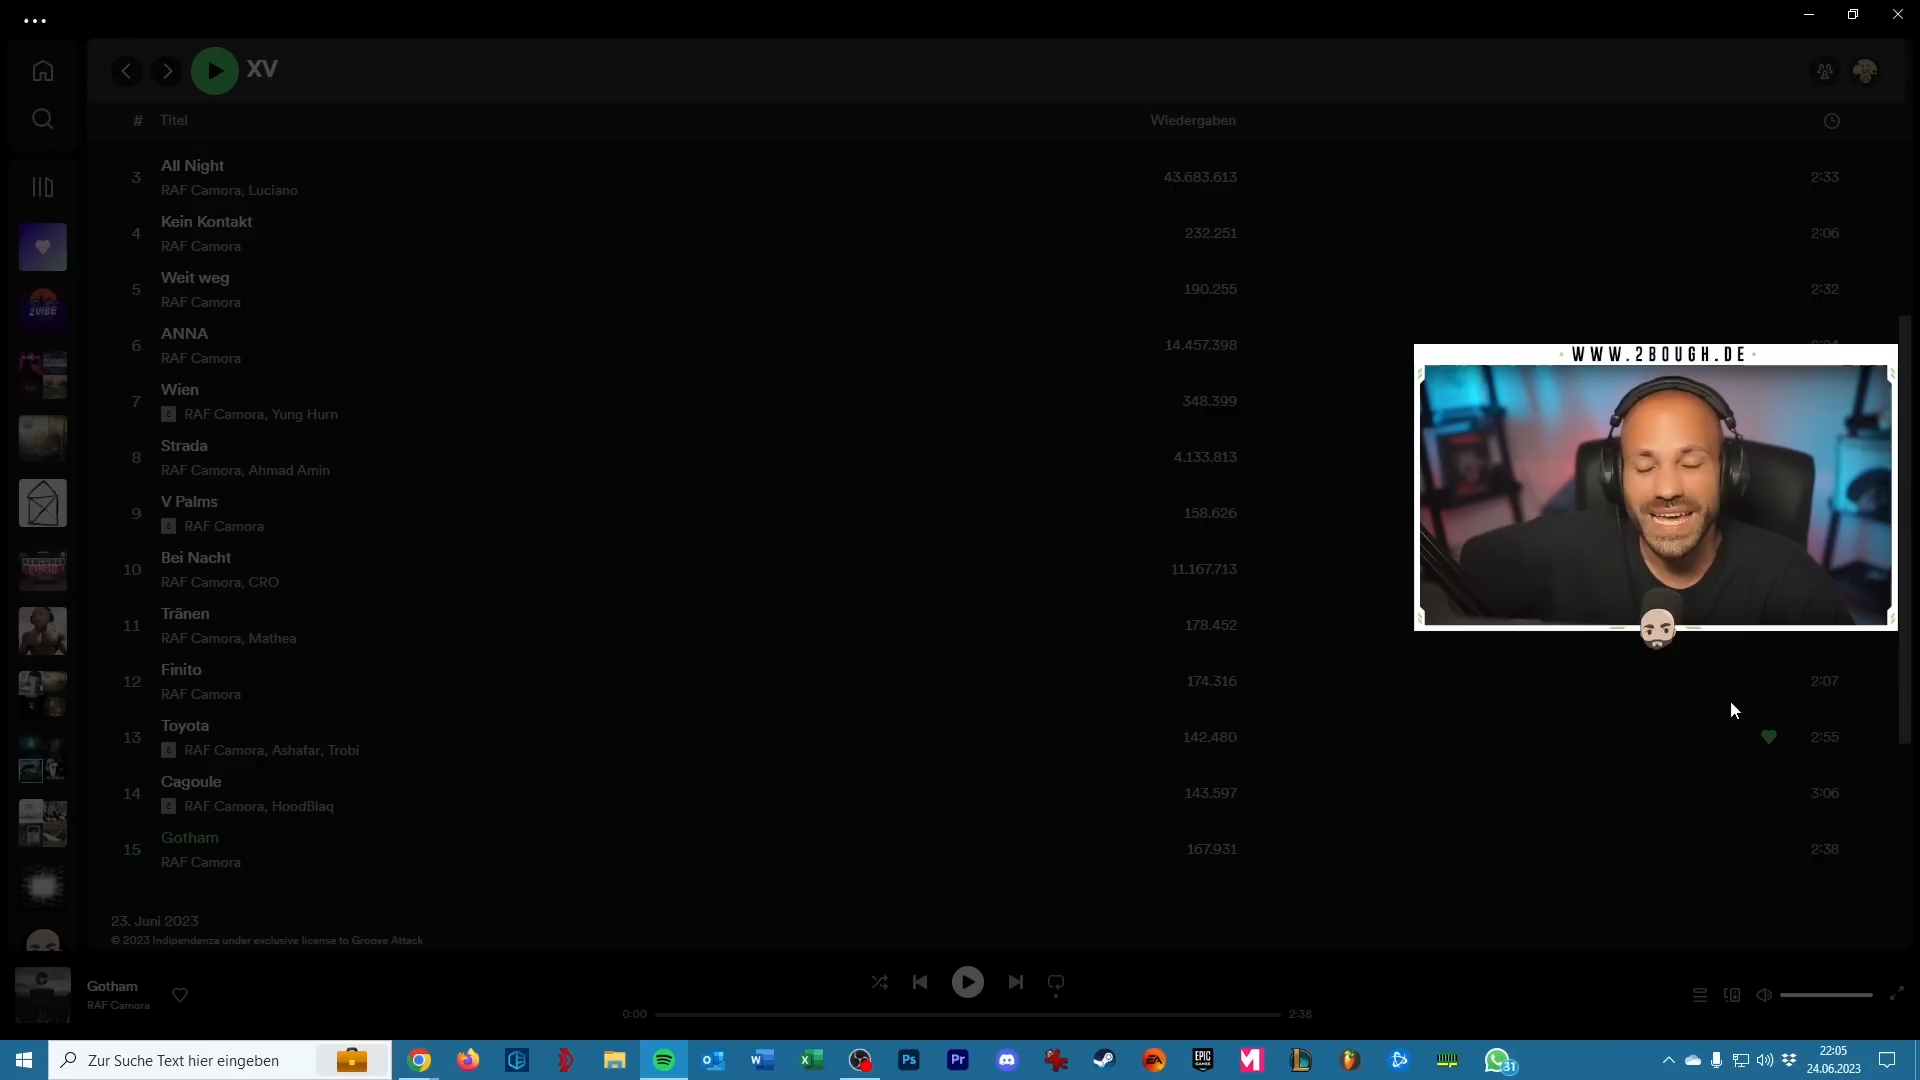 XV
# Titel Wiedergaben
3 All Night 43.683.613 2:33
RAF Camora, Luciano
4 Kein Kontakt 232.251 2:06
RAF Camora
5 Weit weg 190.255 2:32
RAF Camora
6 ANNA 14.457.398
RAF Camora
WWW.2BOUGH.DE
7 Wien 348.399
E RAF Camora, Yung Hurn
8 Strada 4.133.813
RAF Camora, Ahmad Amin
9 V Palms 158.626
E RAF Camora
10 Bei Nacht 11.167.713
RAF Camora, CRO
11 Tränen 178.452
RAF Camora, Mathea
12 Finito 174.316 2:07
RAF Camora
13 Toyota 142.480 2:55
E RAF Camora, Ashafar, Trobi
14 Cagoule 143.597 3:06
E RAF Camora, HoodBlaq
15 Gotham 167.931 2:38
RAF Camora
23. Juni 2023
© 2023 Indipendenza under exclusive license to Groove Attack
Gotham
RAF Camora
0:00 2:38
Zur Suche Text hier eingeben
Ps
Pr
EA
EPIC
GAMES
31
22:05
24.06.2023
2VIBE